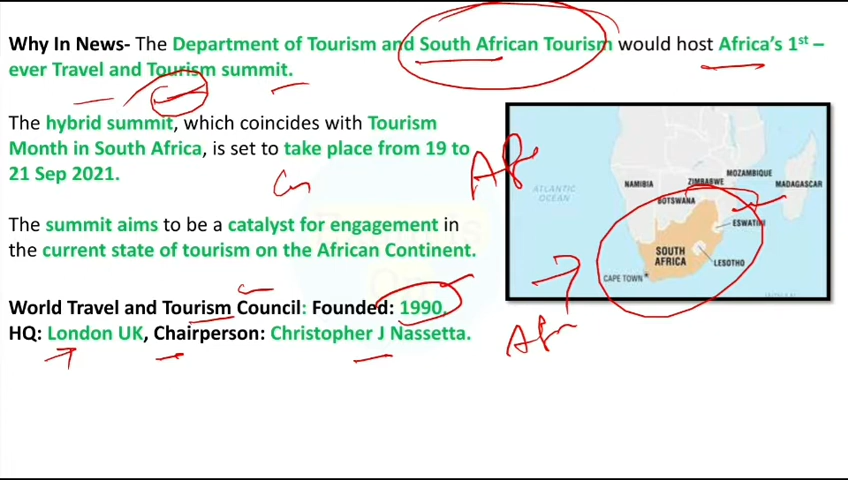 Why In News- The Department of Tourism and South African Tourism would host Africa's 1st –
ever Travel and Tourism summit.
The hybrid summit, which coincides with Tourism
Month in South Africa, is set to take place from 19 to
21 Sep 2021.
The summit aims to be a catalyst for engagement in
the current state of tourism on the African Continent.
World Travel and Tourism Council: Founded: 1990,
HQ: London UK, Chairperson: Christopher J Nassetta.
ATLANTIC
OCEAN
NAMIBIA
ZIMBABWE
MOZAMBIQUE
MADAGASCAR
BOTSWANA
ESWATINI
SOUTH
AFRICA
LESOTHO
CAPE TOWN